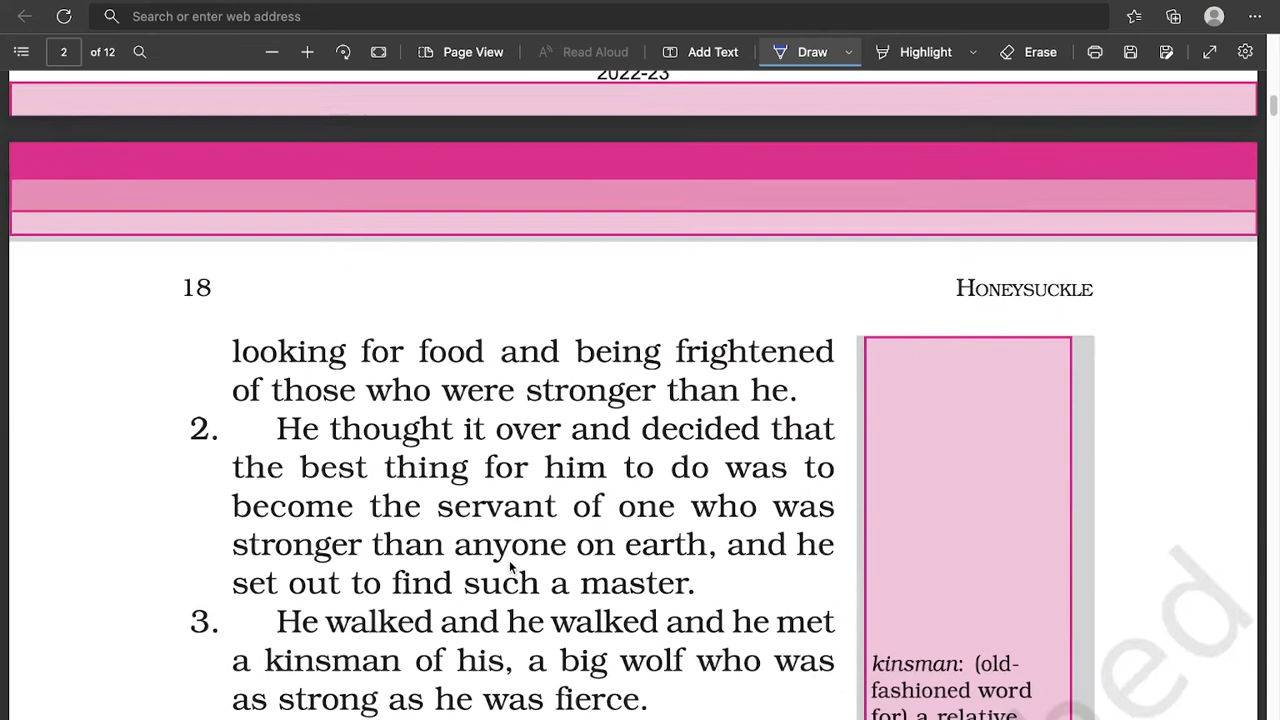 Search or enter web address
2 of 12 Page View Read Aloud Add Text Draw Highlight Erase
2022-23
18 HONEYSUCKLE
looking for food and being frightened
of those who were stronger than he.
2. He thought it over and decided that
the best thing for him to do was to
become the servant of one who was
stronger than anyone on earth, and he
set out to find such a master.
3. He walked and he walked and he met
a kinsman of his, a big wolf who was
as strong as he was fierce.
kinsman: (old-
fashioned word
for) a relative